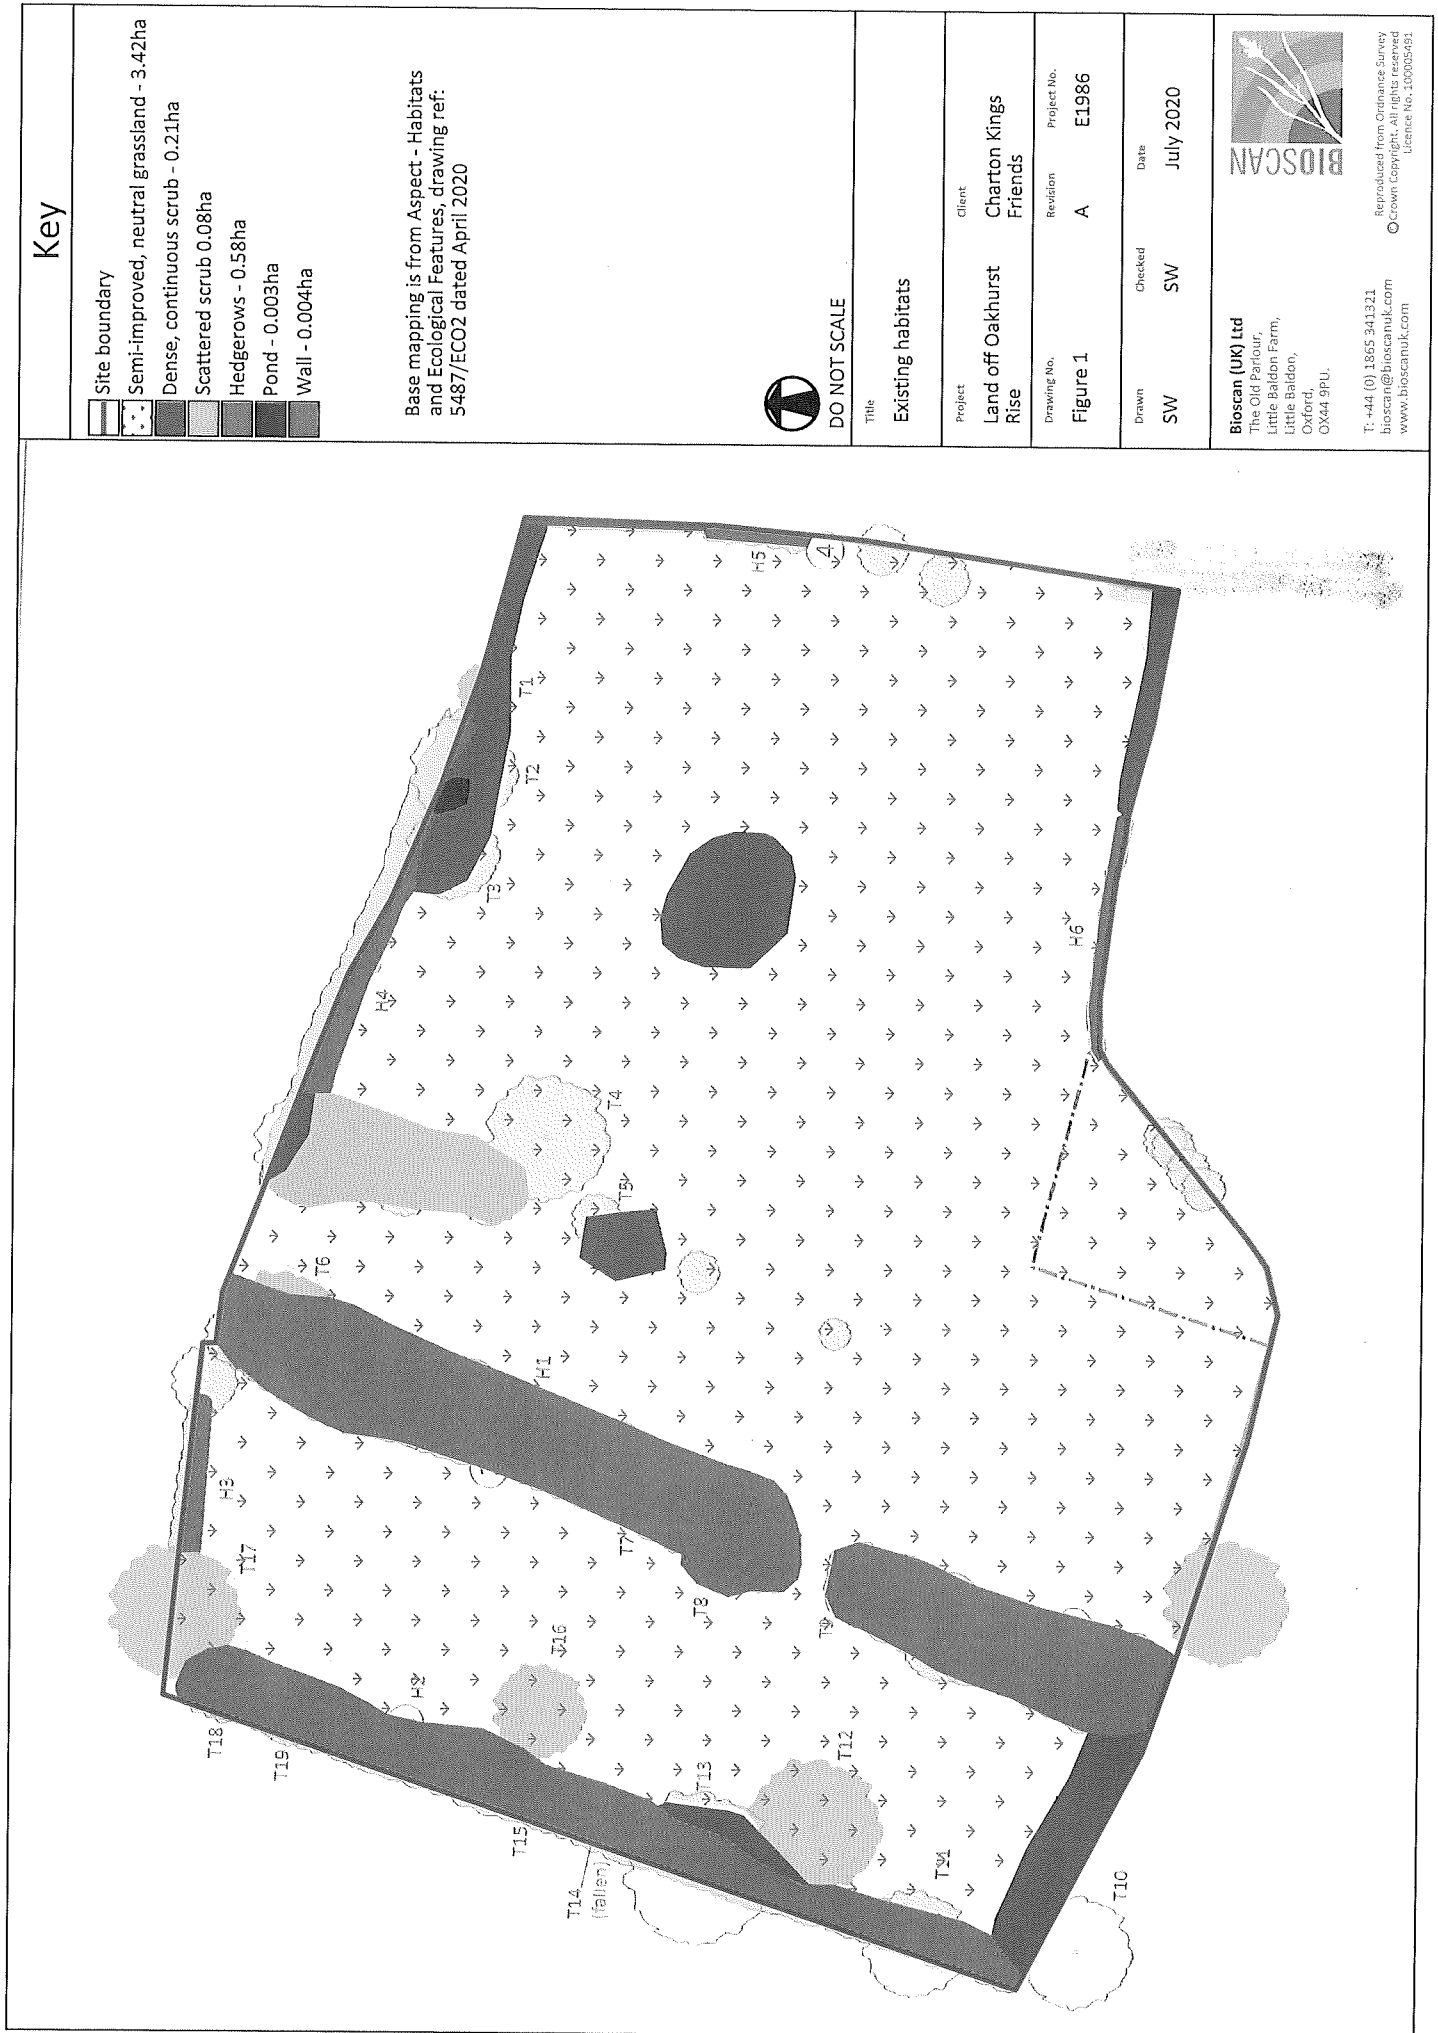 Key
Site boundary
Semi-improved, neutral grassland - 3.42ha
Dense, continuous scrub - 0.21ha
Scattered scrub 0.08ha
Hedgerows - 0.58ha
Pond - 0.003ha
Wall - 0.004ha
Base mapping is from Aspect - Habitats
and Ecological Features, drawing ref:
5487/ECO2 dated April 2020
DO NOT SCALE
Title
Existing habitats
Project
Land off Oakhurst
Rise
Client
Charton Kings
Friends
Drawing No.
Figure 1
Revision
A
Project No.
E1986
Drawn
SW
Checked
SW
Date
July 2020
Bioscan (UK) Ltd
The Old Parlour,
Little Baldon Farm,
Little Baldon,
Oxford,
OX44 9PU.
T: +44 (0) 1865 341321
bioscan@bioscanuk.com
www.bioscanuk.com
BIOSCAN
Reproduced from Ordnance Survey
© Crown Copyright. All rights reserved
Licence No. 100005491
T18
T19
T17
H3
T6
H4
T3
T2
T1
H2
T16
H1
T4
T5
T15
T14
(fallen)
T7
T8
T13
T12
T9
H5
4
T11
T10
H6